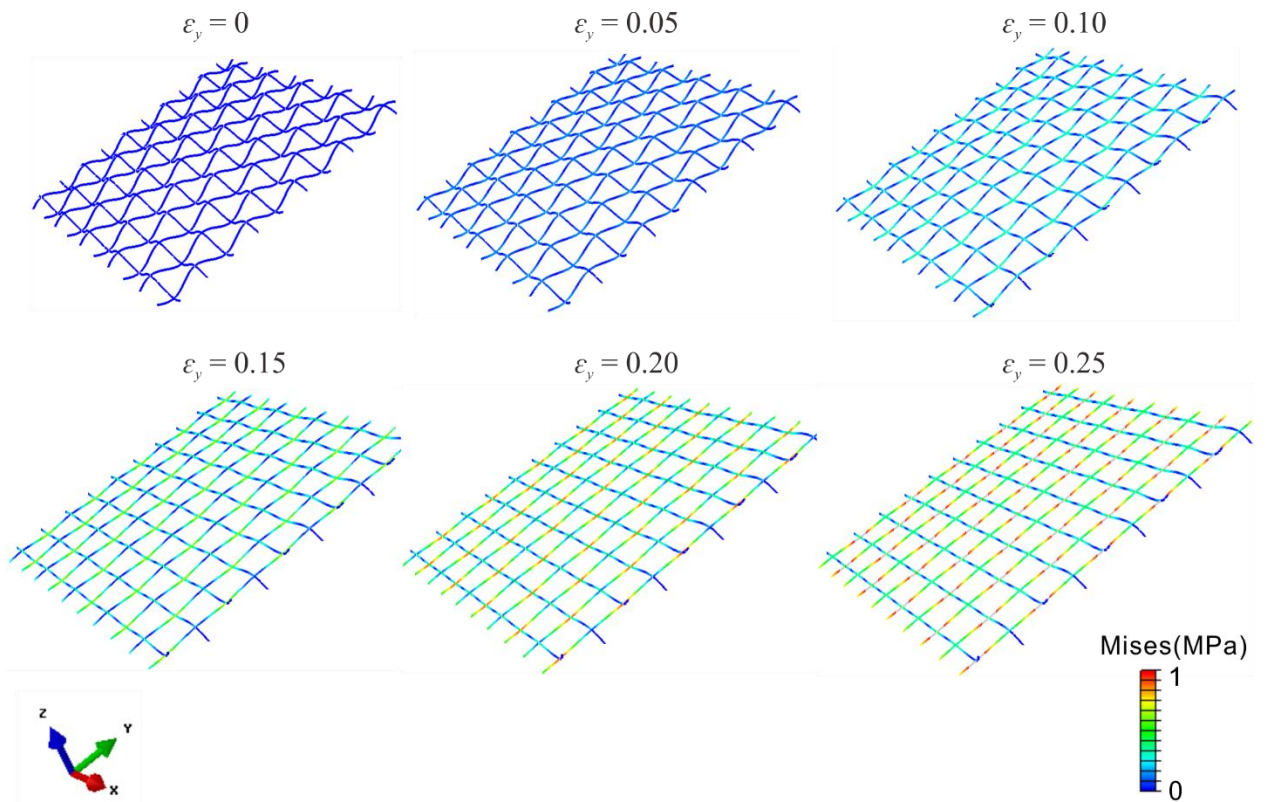 εy = 0
εy = 0.05
εy = 0.10
εy = 0.15
εy = 0.20
εy = 0.25
Mises(MPa)
1
0
Z
Y
X